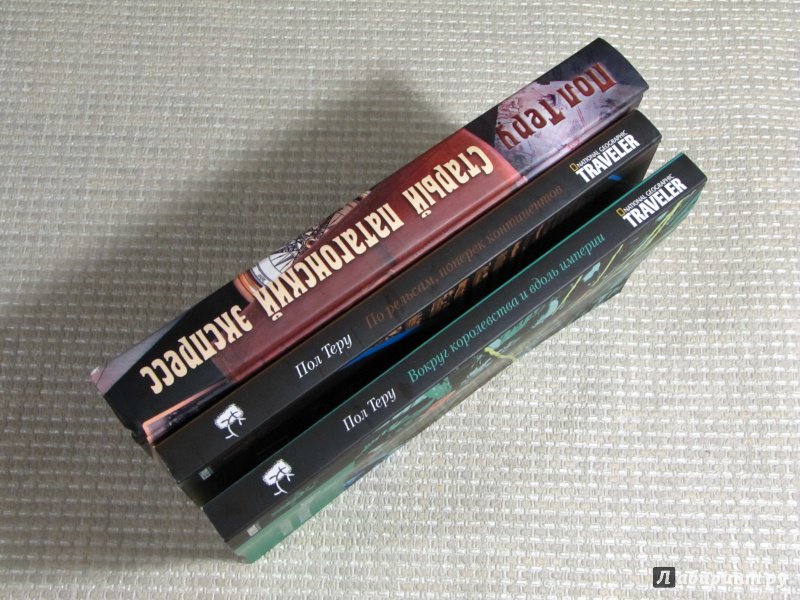 Пол Теру
Старый патагонский экспресс
Пол Теру
По рельсам, поперек континентов
NATIONAL GEOGRAPHIC
TRAVELER
Пол Теру
Вокруг королевства и вдоль империи
NATIONAL GEOGRAPHIC
TRAVELER
Лабиринт.ру